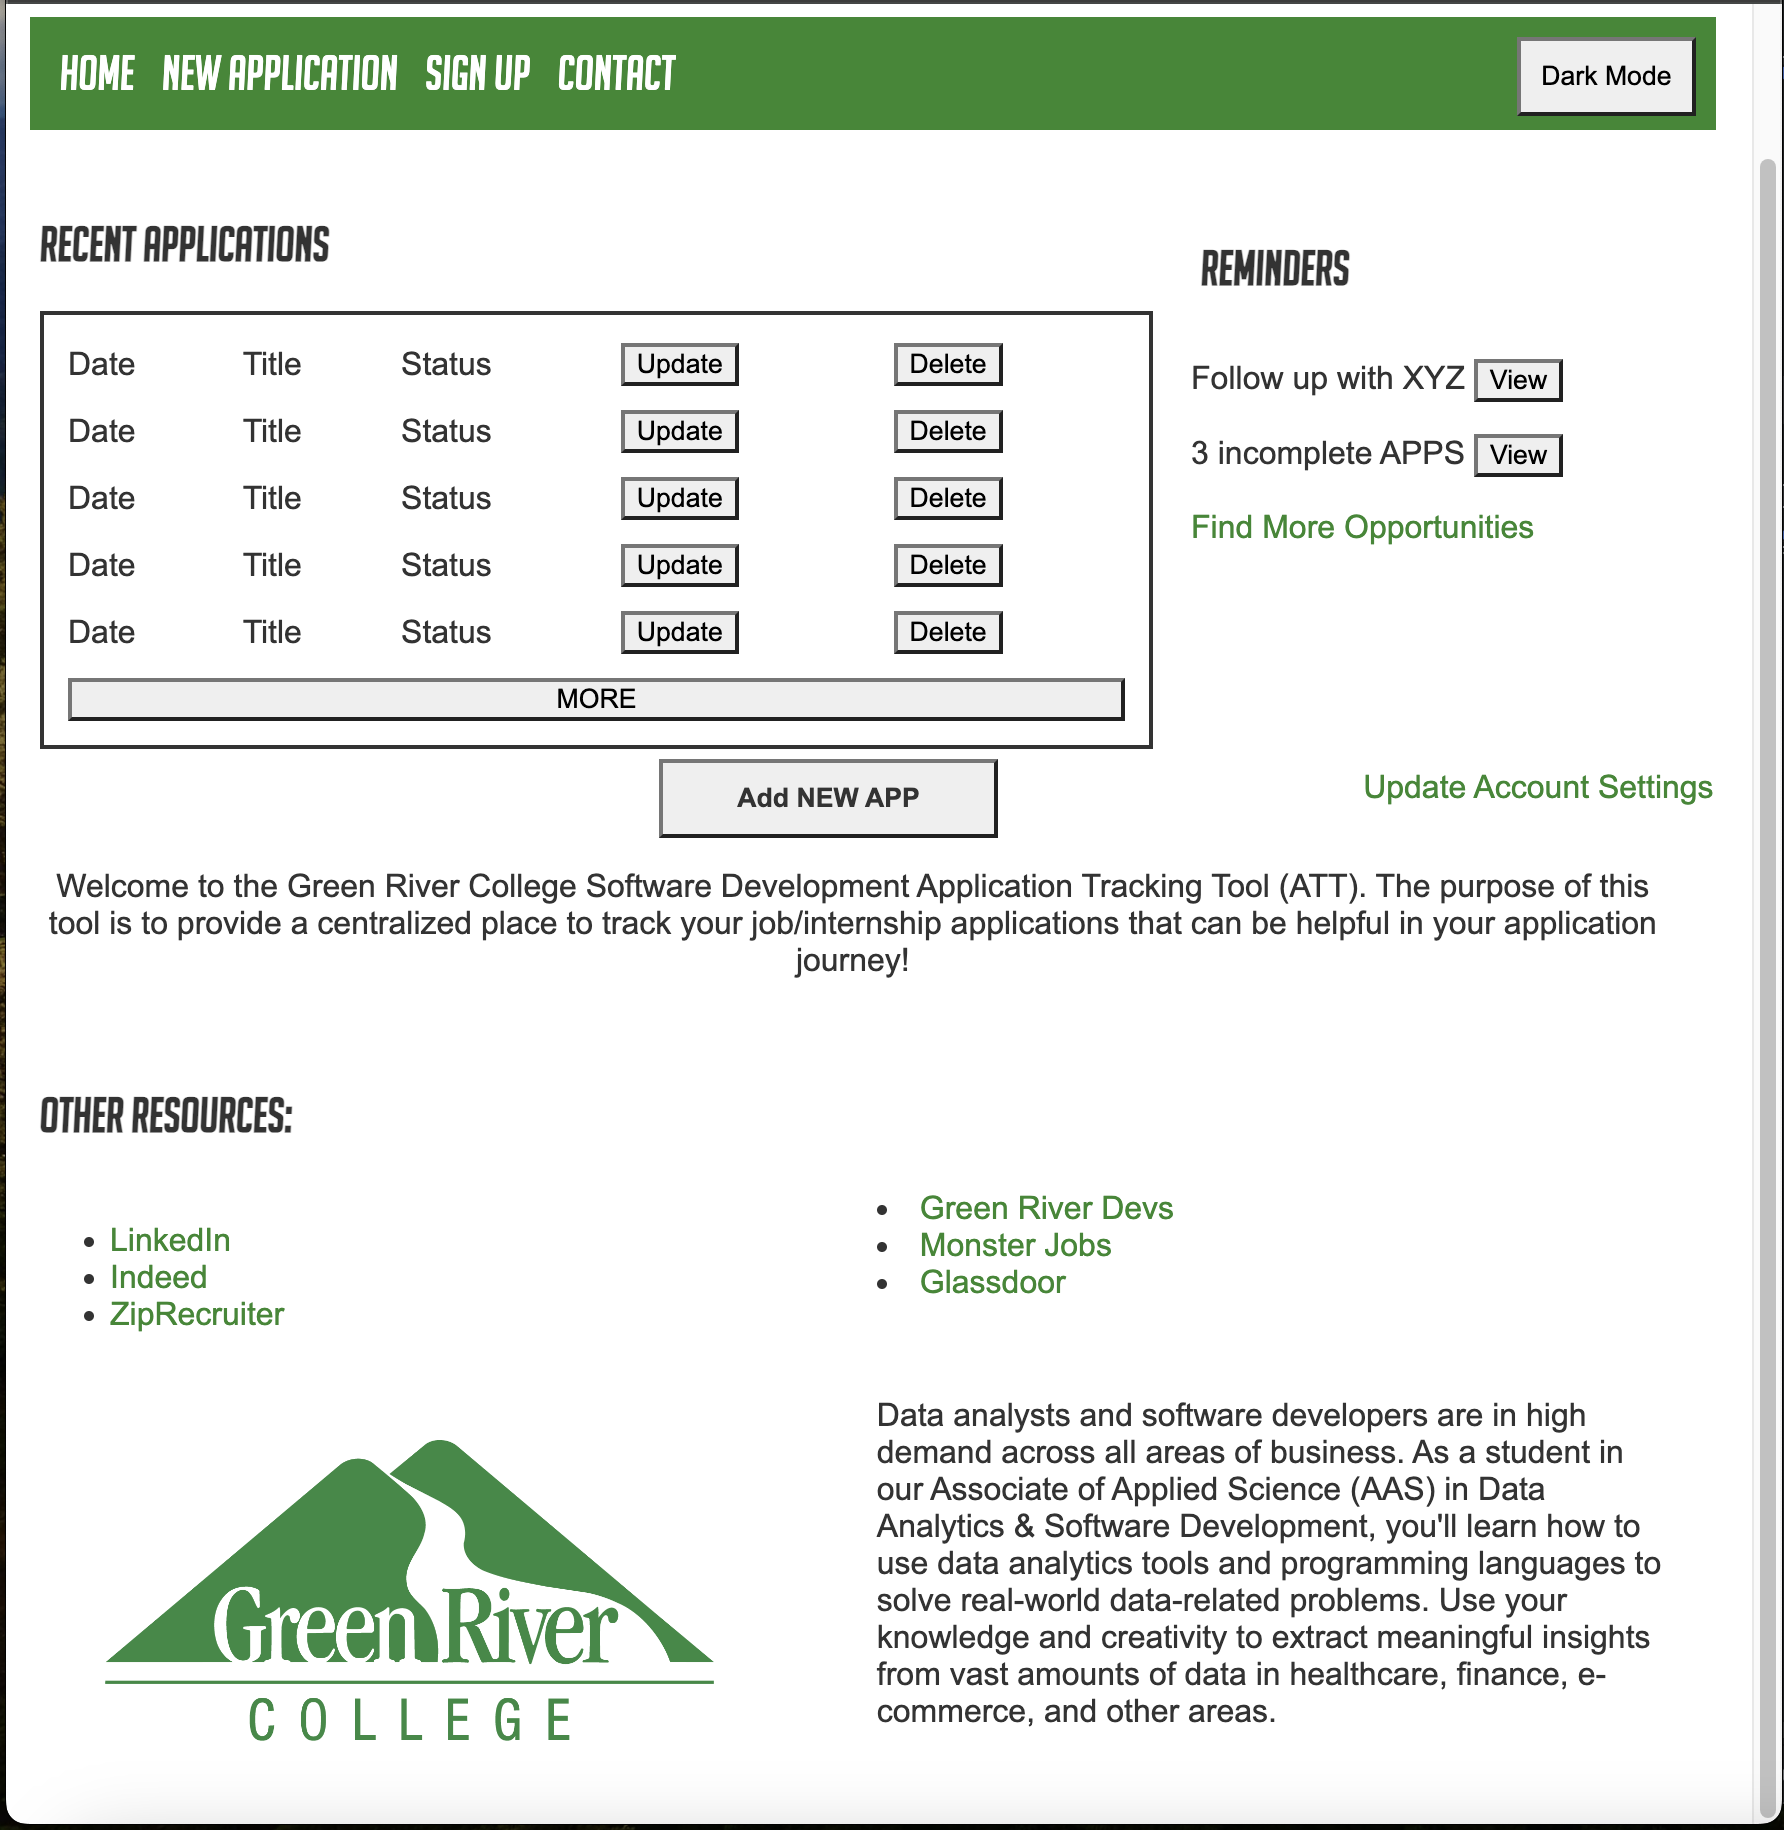 HOME NEW APPLICATION SIGN UP CONTACT Dark Mode
RECENT APPLICATIONS
Date Title Status Update Delete
Date Title Status Update Delete
Date Title Status Update Delete
Date Title Status Update Delete
Date Title Status Update Delete
MORE
REMINDERS
Follow up with XYZ View
3 incomplete APPS View
Find More Opportunities
Add NEW APP
Update Account Settings
Welcome to the Green River College Software Development Application Tracking Tool (ATT). The purpose of this
tool is to provide a centralized place to track your job/internship applications that can be helpful in your application
journey!
OTHER RESOURCES:
LinkedIn
Indeed
ZipRecruiter
Green River Devs
Monster Jobs
Glassdoor
Green River
COLLEGE
Data analysts and software developers are in high
demand across all areas of business. As a student in
our Associate of Applied Science (AAS) in Data
Analytics & Software Development, you'll learn how to
use data analytics tools and programming languages to
solve real-world data-related problems. Use your
knowledge and creativity to extract meaningful insights
from vast amounts of data in healthcare, finance, e-
commerce, and other areas.